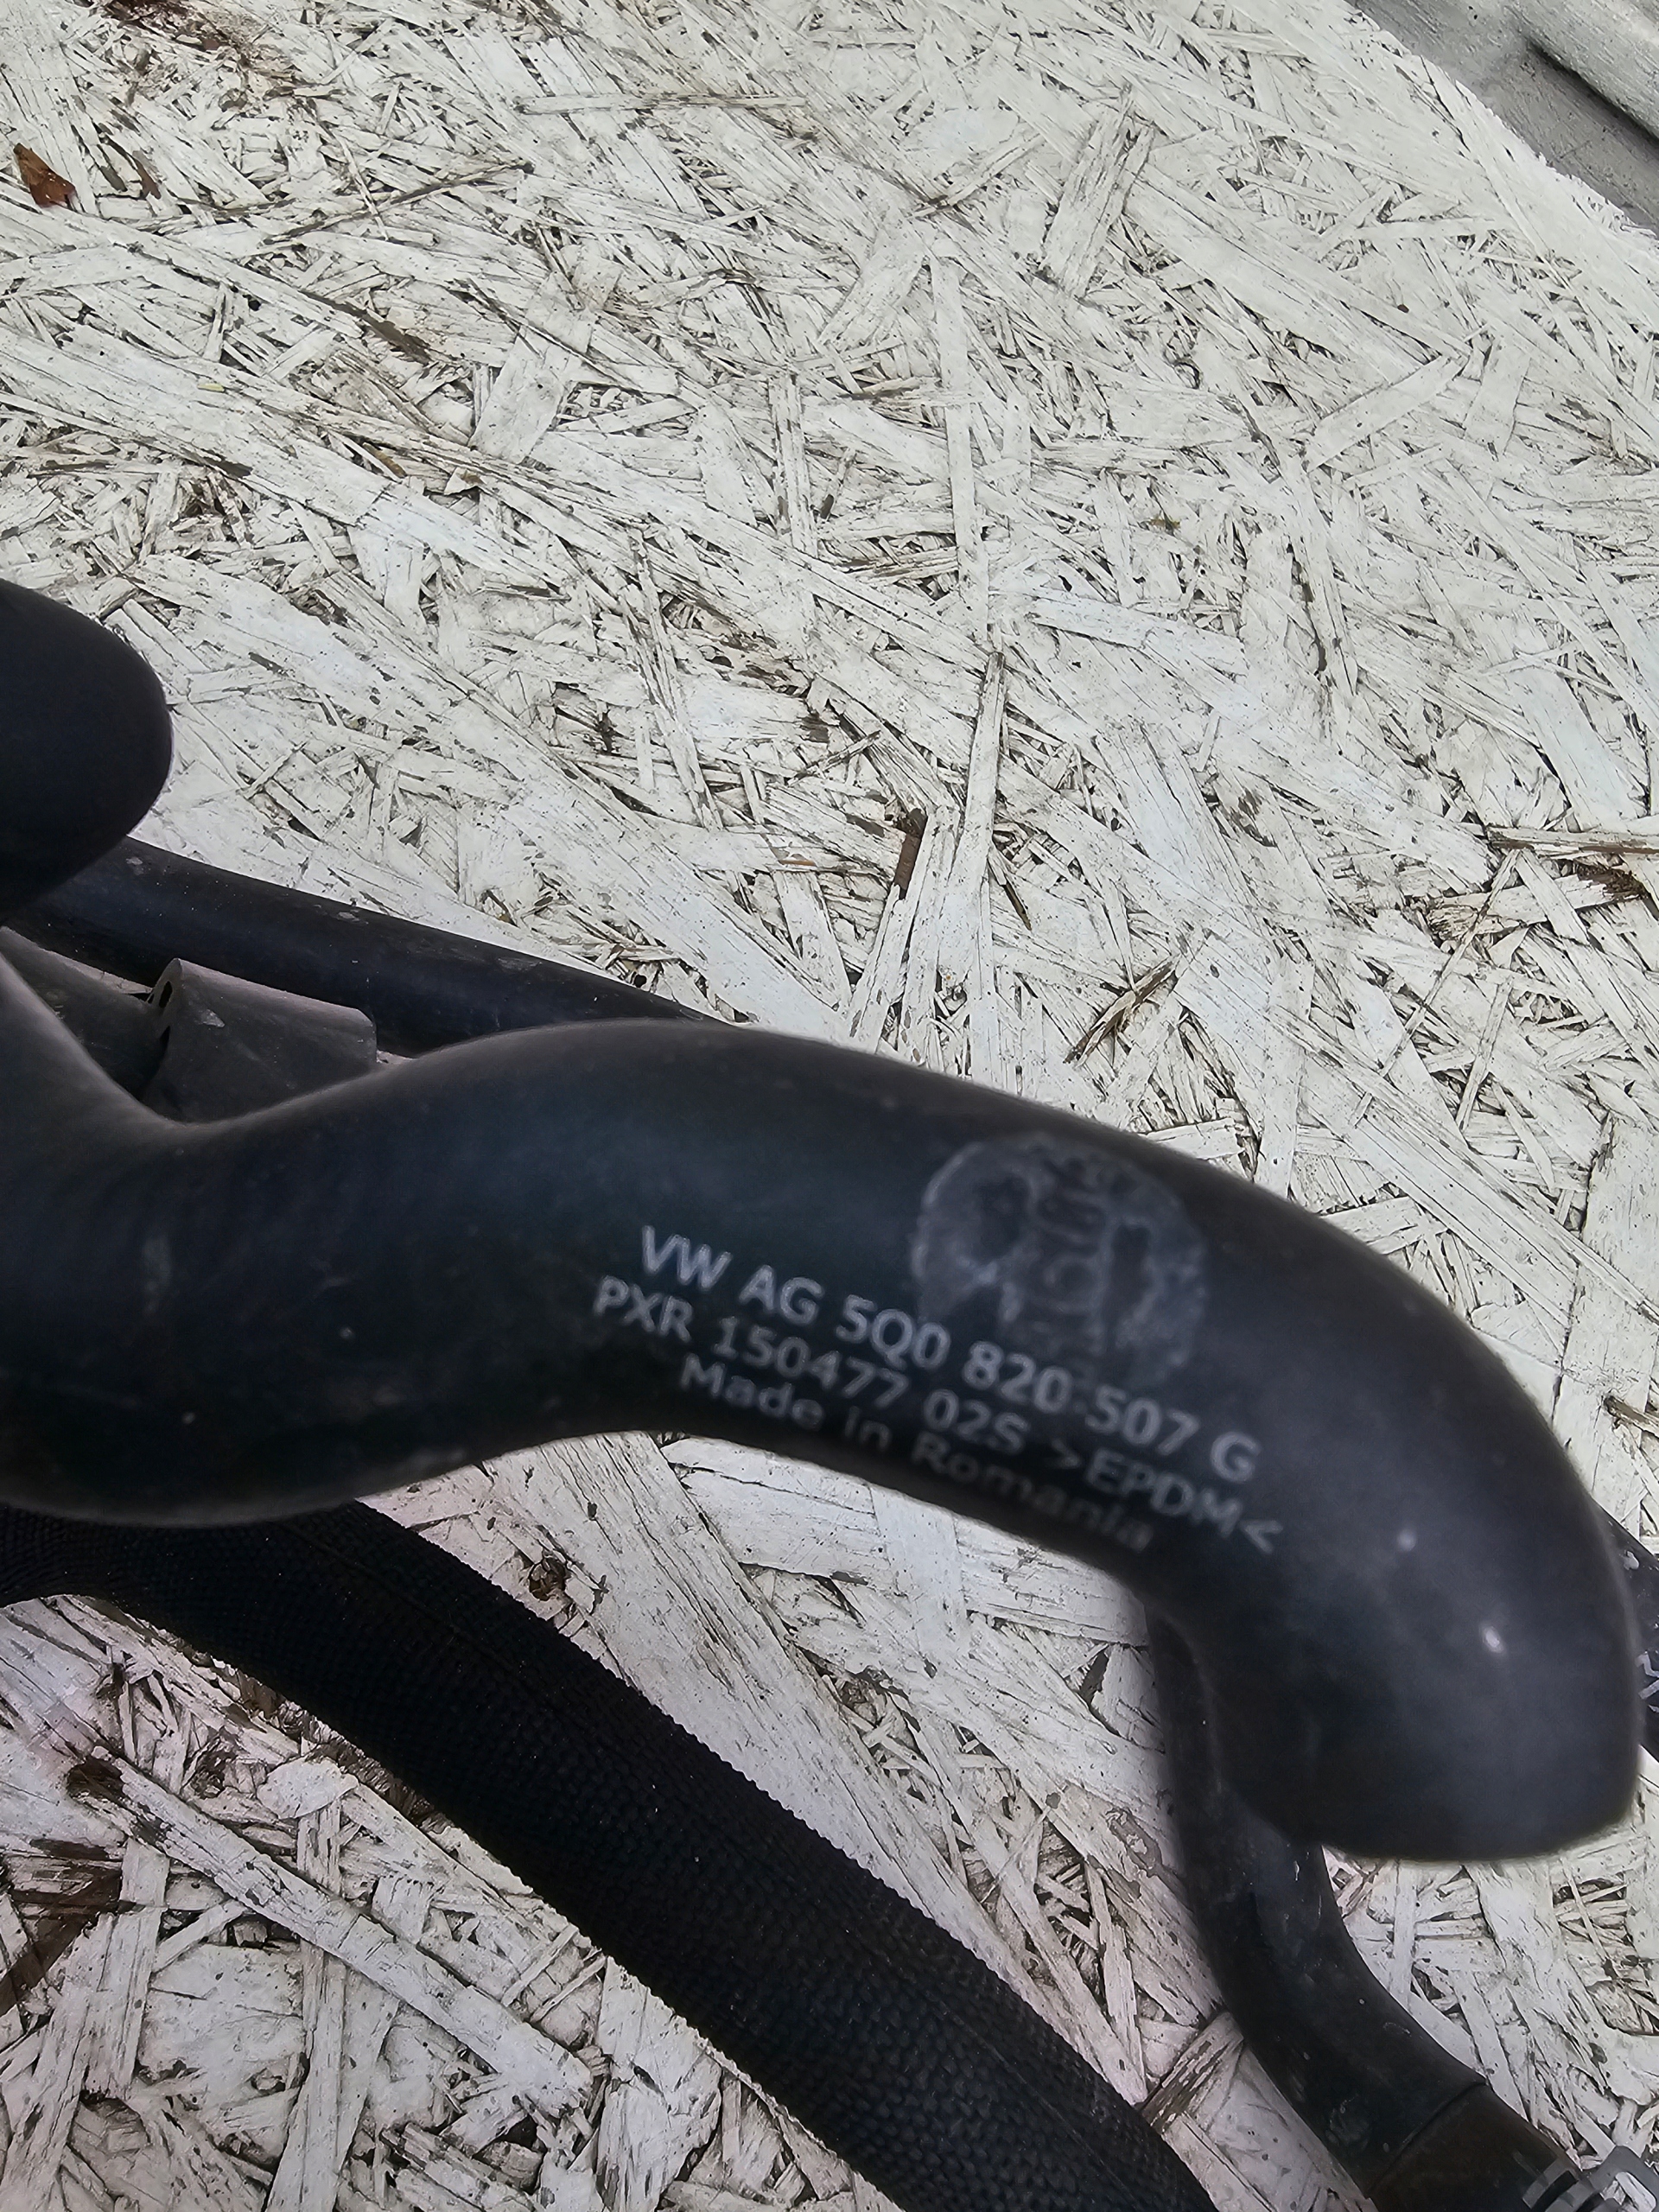 VW AG 5Q0 820 507 G
PXR 150477 02S >EPDM<
Made in Romania